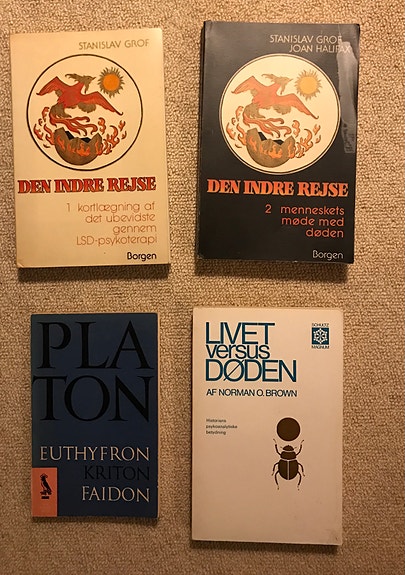 STANISLAV GROF
DEN INDRE REJSE
1 kortlægning af
det ubevidste
gennem
LSD-psykoterapi
Borgen
STANISLAV GROF
JOAN HALIFAX
DEN INDRE REJSE
2 menneskets
møde med
døden
Borgen
PLA
TON
EUTHYFRON
KRITON
FAIDON
LIVET
versus
DØDEN
AF NORMAN O. BROWN
Historiens
psykoanalytiske
betydning
SCHULTZ
MAGNUM